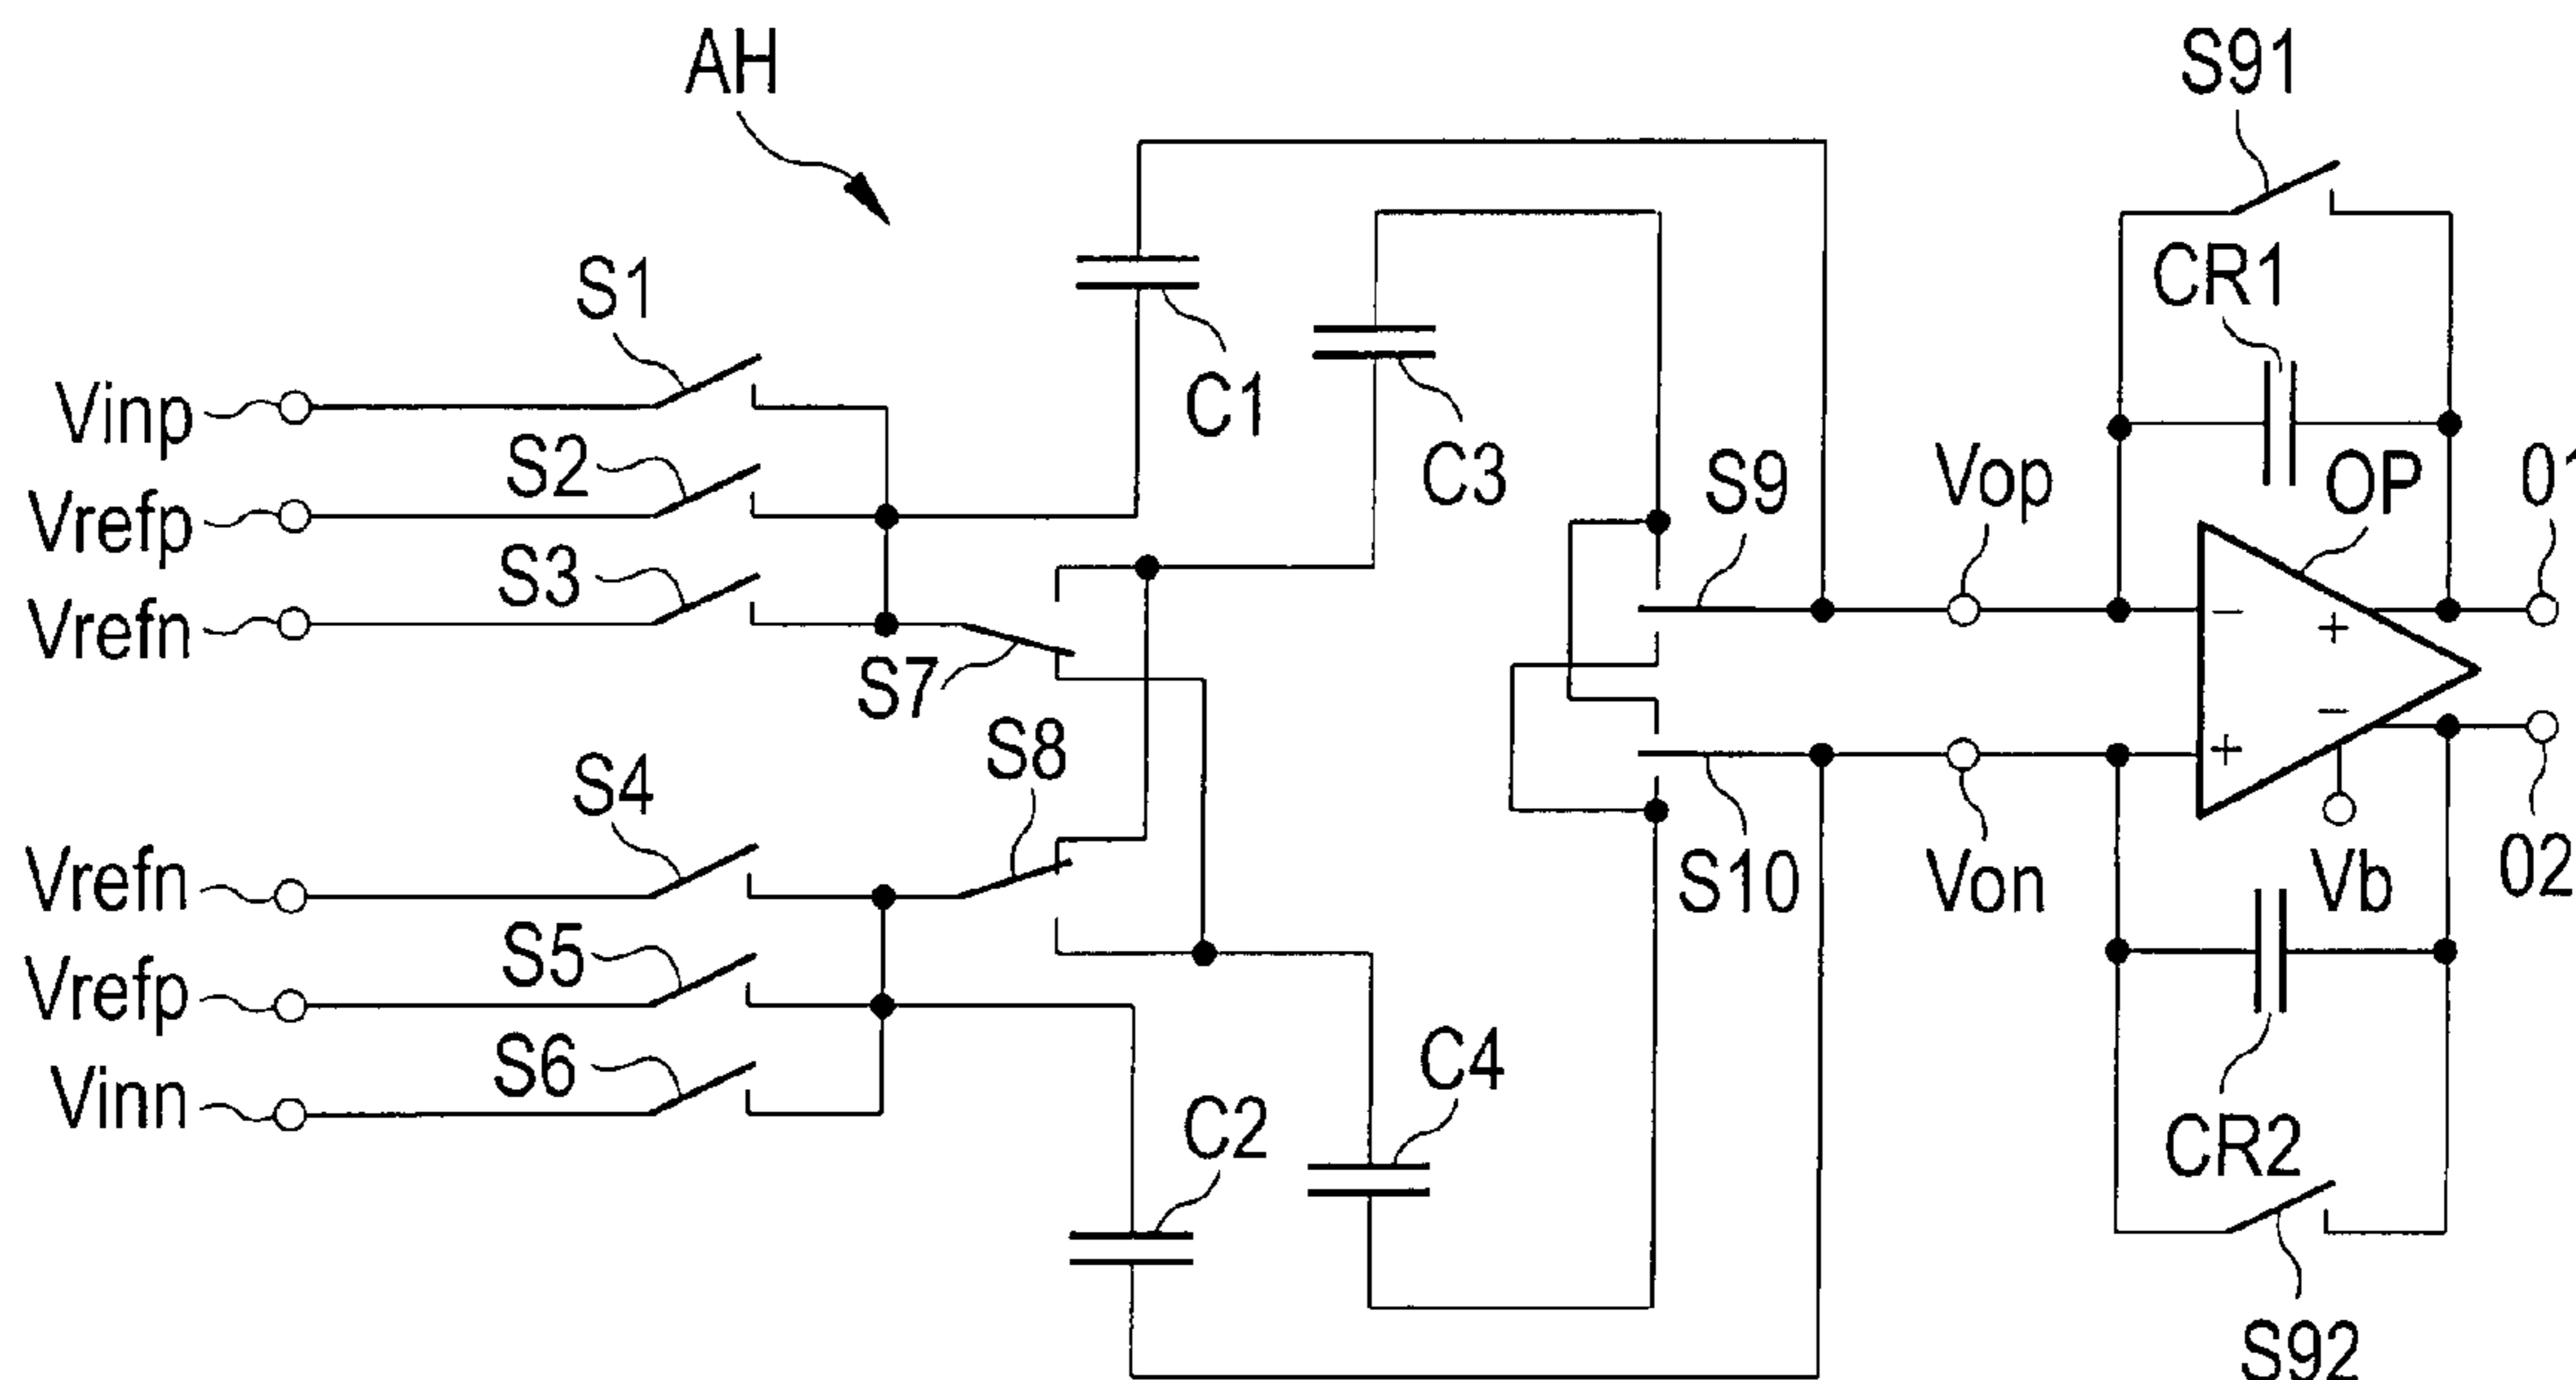 AH
S91
S1
CR1
C1
Vinp
S2
C3
S9
Vop
OP
01
Vrefp
S3
Vrefn
S7
S8
S4
Vrefn
S10
Von
Vb
02
S5
Vrefp
S6
C4
Vinn
C2
CR2
S92
−
+
−
+